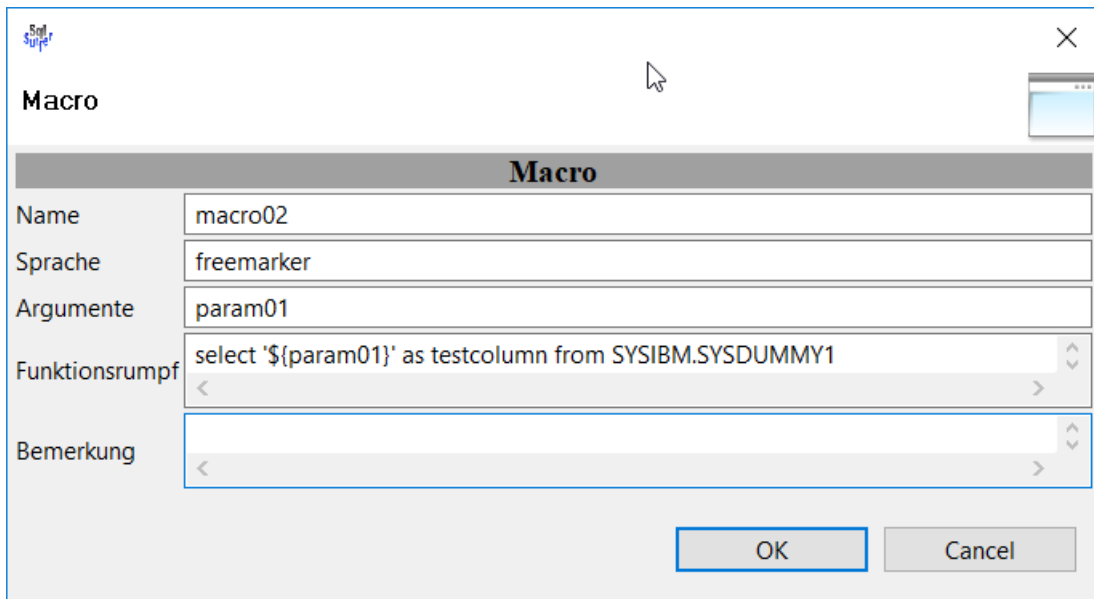 Macro
Macro
Name
macro02
Sprache
freemarker
Argumente
param01
Funktionsrumpf
select '${param01}' as testcolumn from SYSIBM.SYSDUMMY1
Bemerkung
OK
Cancel